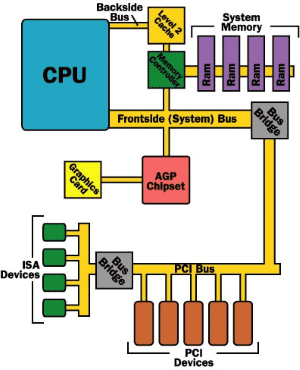 Backside
Bus
Level 2
Cache
System
Memory
CPU
Memory
Controller
Ram
Ram
Ram
Ram
Frontside (System) Bus
Bus
Bridge
Graphics
Card
AGP
Chipset
ISA
Devices
Bus
Bridge
PCI Bus
PCI
Devices